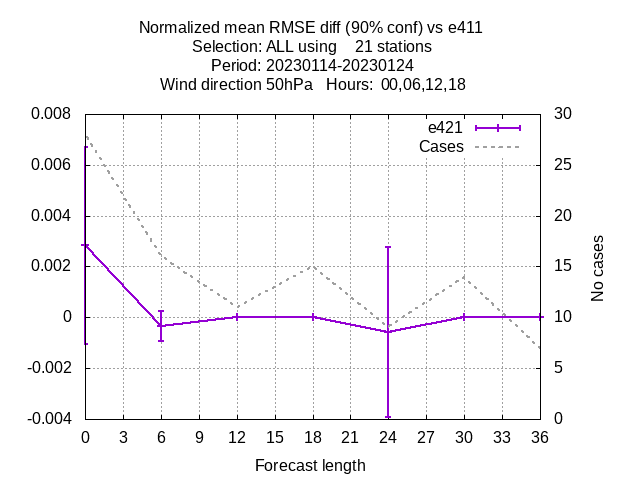 Normalized mean RMSE diff (90% conf) vs e411
Selection: ALL using    21 stations
Period: 20230114-20230124
Wind direction 50hPa   Hours:  00,06,12,18
0.008
0.006
0.004
0.002
0
-0.002
-0.004
30
25
20
15
10
5
0
e421
Cases
No cases
0 3 6 9 12 15 18 21 24 27 30 33 36
Forecast length